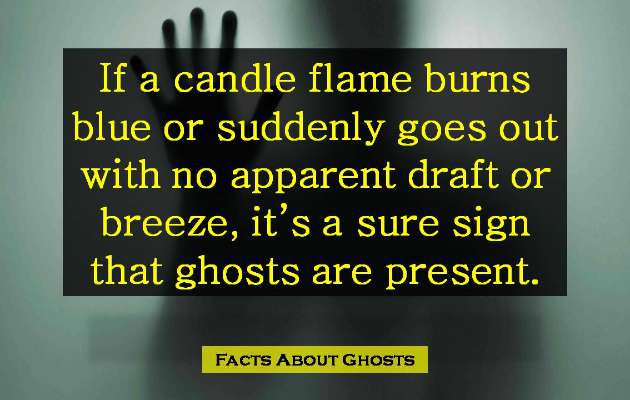 If a candle flame burns
blue or suddenly goes out
with no apparent draft or
breeze, it’s a sure sign
that ghosts are present.
Facts About Ghosts